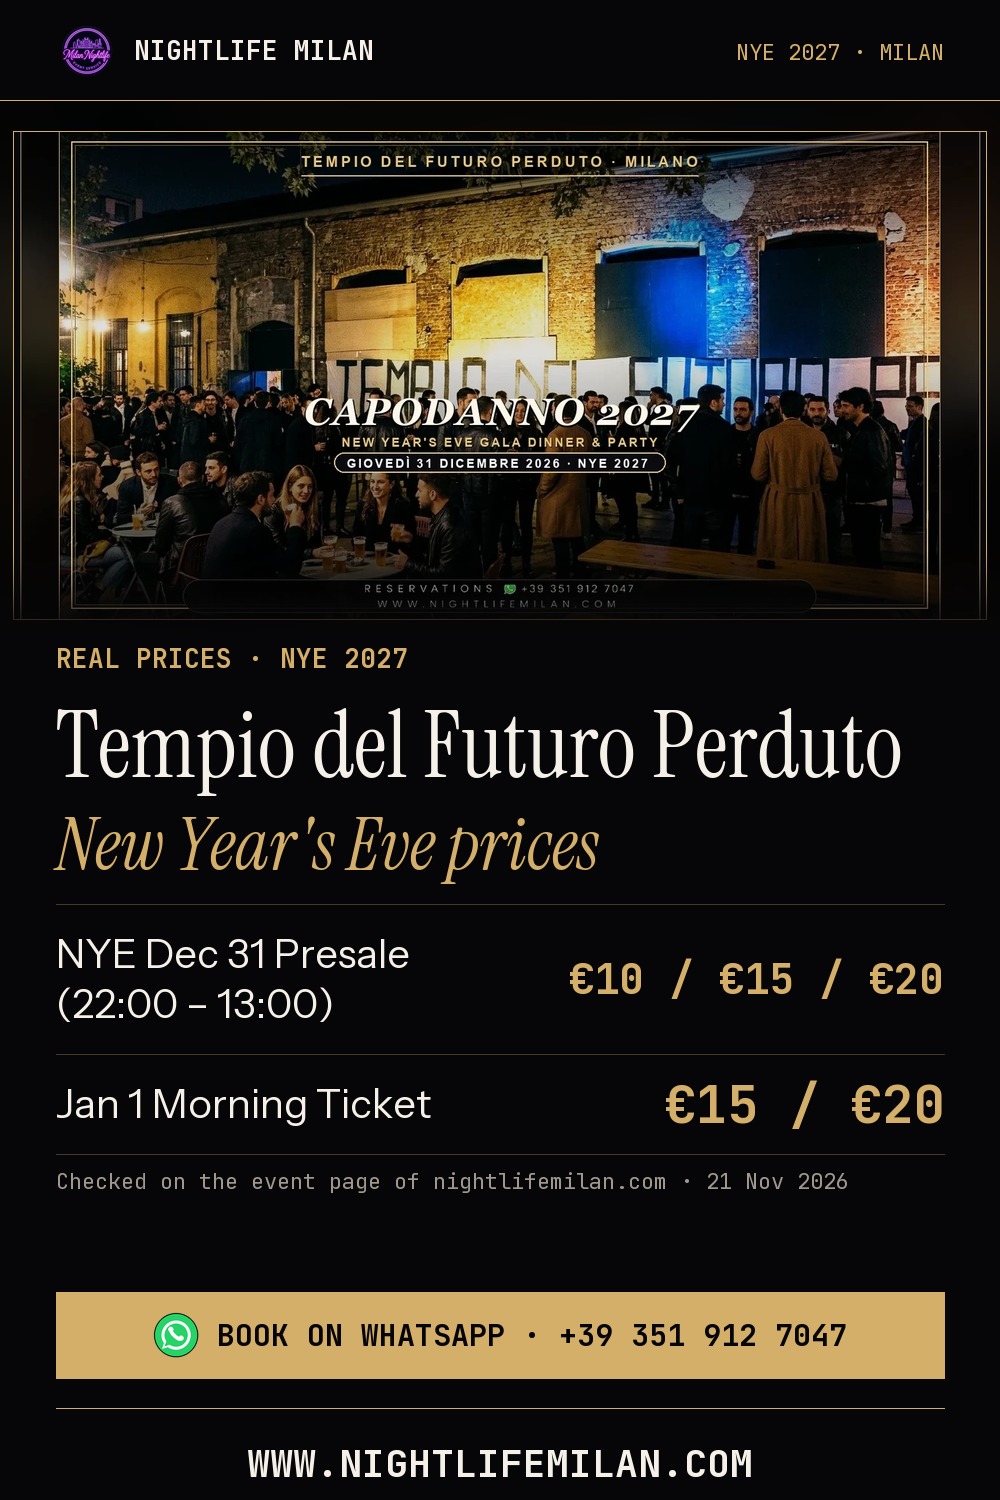 NIGHTLIFE MILAN
NYE 2027 · MILAN
TEMPIO DEL FUTURO PERDUTO · MILANO
CAPODANNO 2027
NEW YEAR'S EVE GALA DINNER & PARTY
GIOVEDÌ 31 DICEMBRE 2026 · NYE 2027
RESERVATIONS +39 351 912 7047
WWW.NIGHTLIFEMILAN.COM
REAL PRICES · NYE 2027
Tempio del Futuro Perduto
New Year's Eve prices
NYE Dec 31 Presale
(22:00 – 13:00)
€10 / €15 / €20
Jan 1 Morning Ticket
€15 / €20
Checked on the event page of nightlifemilan.com · 21 Nov 2026
BOOK ON WHATSAPP · +39 351 912 7047
WWW.NIGHTLIFEMILAN.COM